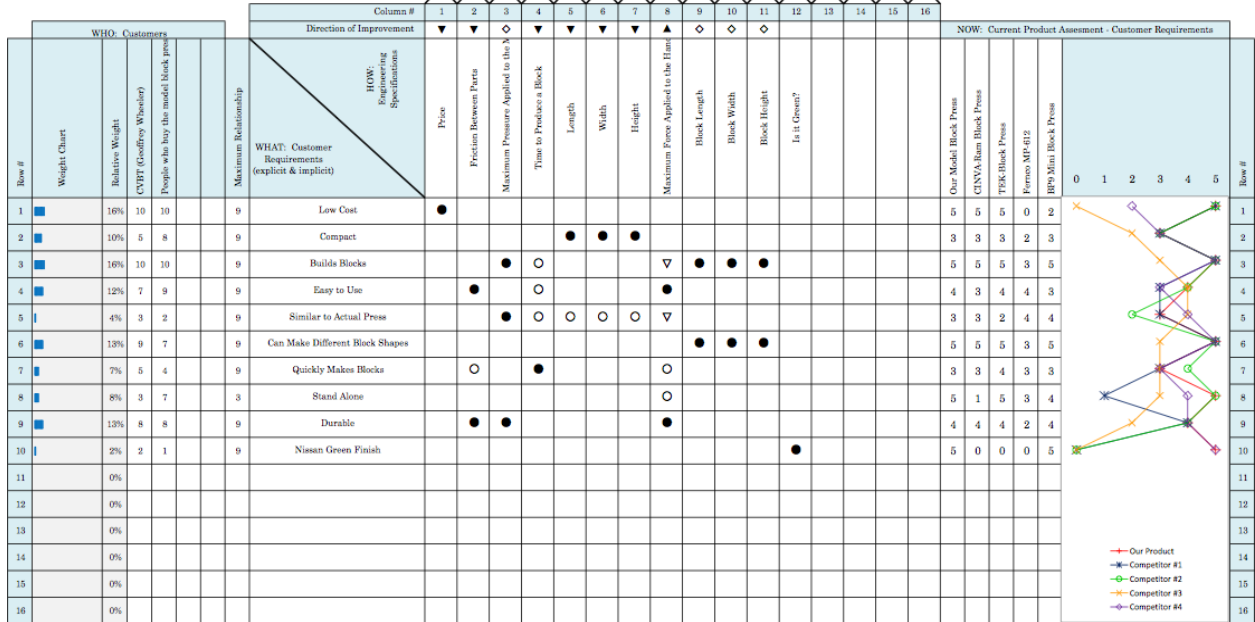 Column # 1 2 3 4 5 6 7 8 9 10 11 12 13 14 15 16
WHO: Customers
Direction of Improvement ▼ ▼ ◇ ▼ ▼ ▼ ▼ ▲ ◇ ◇ ◇
NOW: Current Product Assesment - Customer Requirements
Row #
Weight Chart
Relative Weight
CVBT (Geoffrey Wheeler)
People who buy the model block
Maximum Relationship
HOW: Engineering Specifications
WHAT: Customer Requirements (explicit & implicit)
Price
Friction Between Parts
Maximum Pressure Applied to the
Time to Produce a Block
Length
Width
Height
Maximum Force Applied to the
Block Length
Block Width
Block Height
Is it Green?
Our Model Block Press
CINVA-Ram Block Press
TEK-Block Press
Fernco MP-612
BP9 Mini Block Press
0 1 2 3 4 5
Row #
1 16% 10 10 9 Low Cost ● 5 5 5 0 2 1
2 10% 5 8 9 Compact ● ● ● 3 3 3 2 3 2
3 16% 10 10 9 Builds Blocks ● ○ ▽ ● ● ● 5 5 5 3 5 3
4 12% 7 9 9 Easy to Use ● ○ ● 4 3 4 4 3 4
5 4% 3 2 9 Similar to Actual Press ● ○ ○ ○ ○ ▽ 3 3 2 4 4 5
6 13% 9 7 9 Can Make Different Block Shapes ● ● ● 5 5 5 3 5 6
7 7% 5 4 9 Quickly Makes Blocks ○ ● ○ 3 3 4 3 3 7
8 8% 3 7 3 Stand Alone ○ 5 1 5 3 4 8
9 13% 8 8 9 Durable ● ● ● 4 4 4 2 4 9
10 2% 2 1 9 Nissan Green Finish ● 5 0 0 0 5 10
11 0% 11
12 0% 12
13 0% 13
14 0% 14
15 0% 15
16 0% 16
Our Product
Competitor #1
Competitor #2
Competitor #3
Competitor #4